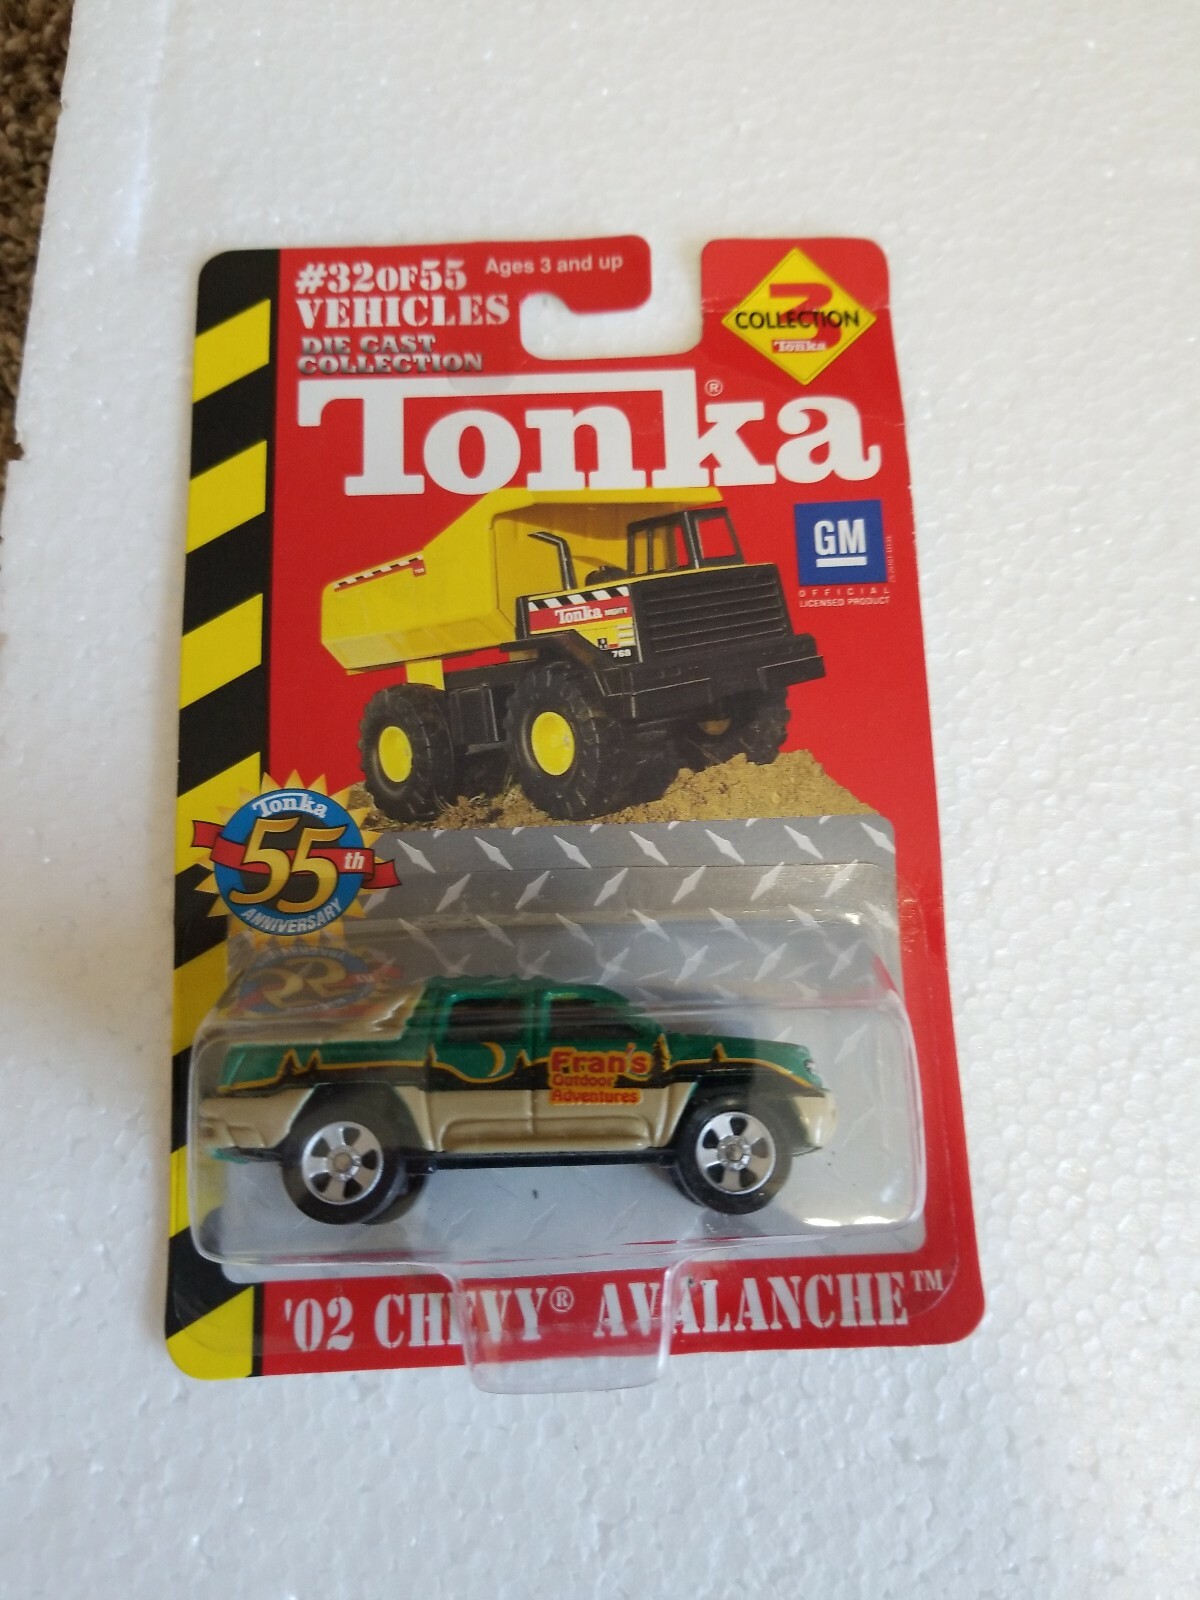 #32OF55
VEHICLES
DIE CAST
COLLECTION
Ages 3 and up
3
COLLECTION
Tonka
Tonka®
GM
OFFICIAL
LICENSED PRODUCT
Tonka MIGHTY
768
Tonka
55th
ANNIVERSARY
Fran's
Outdoor
Adventures
'02 CHEVY® AVALANCHE™